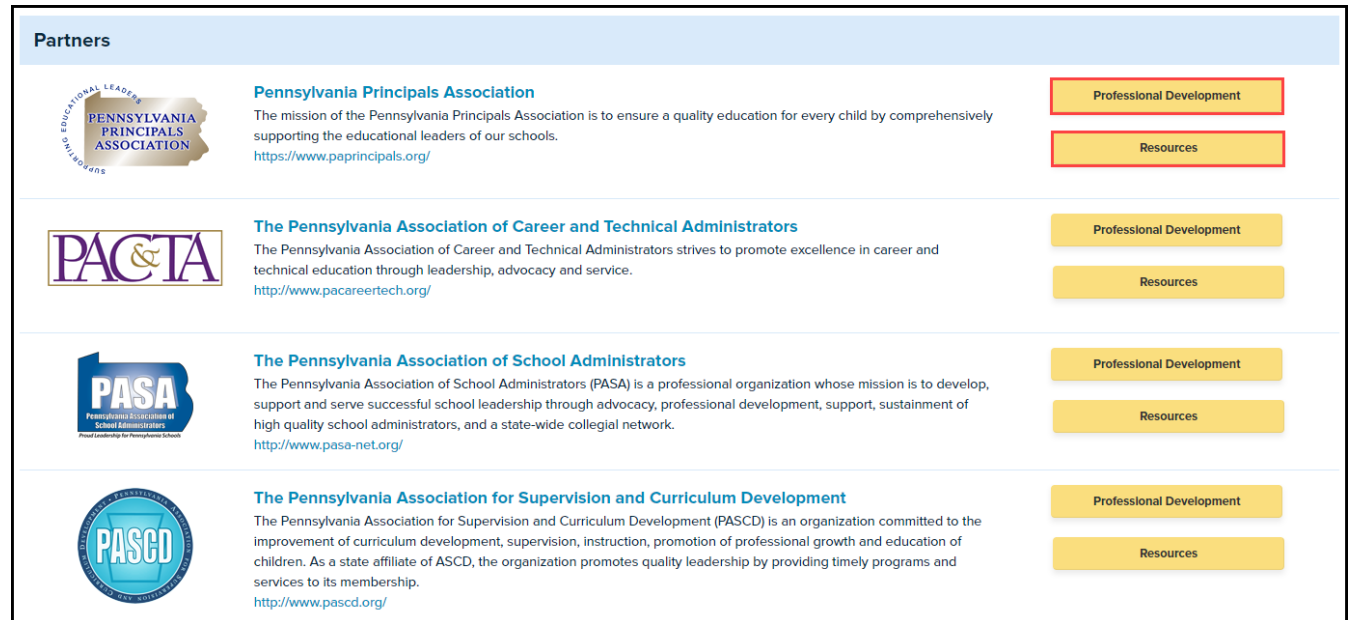 Partners
SUPPORTING EDUCATIONAL LEADERS
PENNSYLVANIA
PRINCIPALS
ASSOCIATION
Pennsylvania Principals Association
The mission of the Pennsylvania Principals Association is to ensure a quality education for every child by comprehensively
supporting the educational leaders of our schools.
https://www.paprincipals.org/
Professional Development
Resources
PAC&TA
The Pennsylvania Association of Career and Technical Administrators
The Pennsylvania Association of Career and Technical Administrators strives to promote excellence in career and
technical education through leadership, advocacy and service.
http://www.pacareertech.org/
Professional Development
Resources
PASA
Pennsylvania Association of
School Administrators
Proud Leadership for Pennsylvania Schools
The Pennsylvania Association of School Administrators
The Pennsylvania Association of School Administrators (PASA) is a professional organization whose mission is to develop,
support and serve successful school leadership through advocacy, professional development, support, sustainment of
high quality school administrators, and a state-wide collegial network.
http://www.pasa-net.org/
Professional Development
Resources
PENNSYLVANIA ASSOCIATION FOR SUPERVISION AND CURRICULUM DEVELOPMENT
PASCD
The Pennsylvania Association for Supervision and Curriculum Development
The Pennsylvania Association for Supervision and Curriculum Development (PASCD) is an organization committed to the
improvement of curriculum development, supervision, instruction, promotion of professional growth and education of
children. As a state affiliate of ASCD, the organization promotes quality leadership by providing timely programs and
services to its membership.
http://www.pascd.org/
Professional Development
Resources